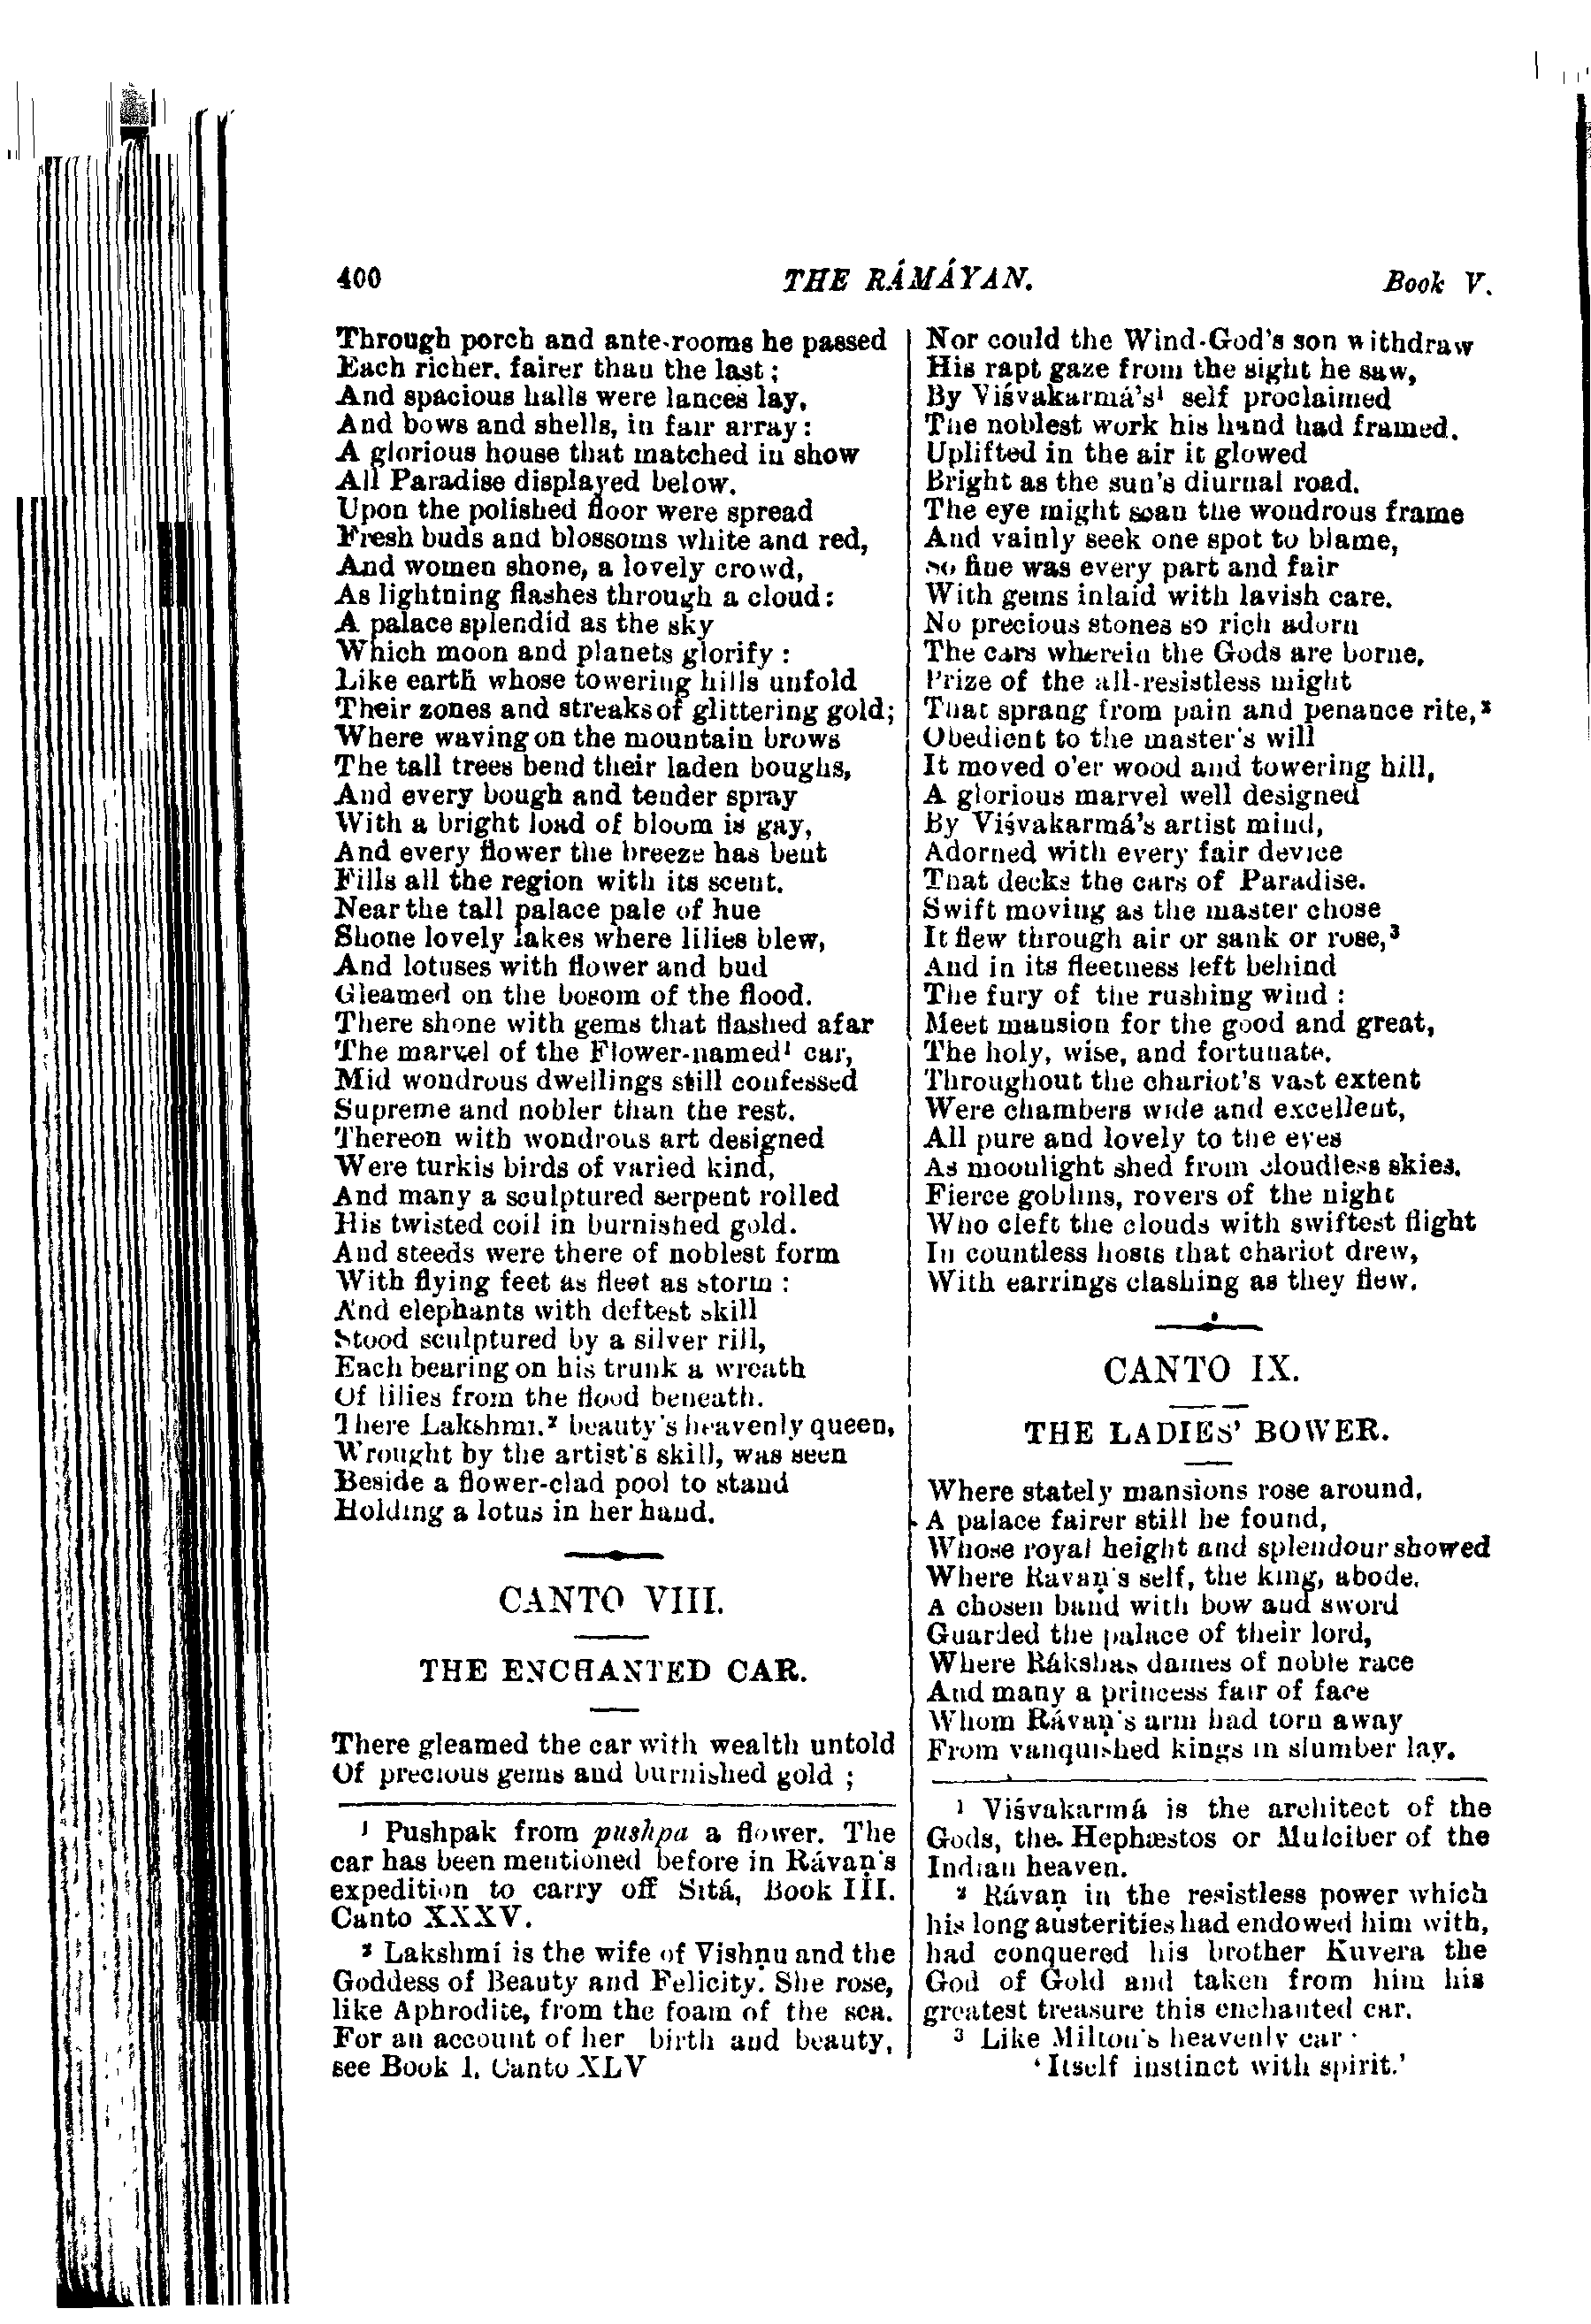 400 THE RÁMÁYAN. Book V.
Through porch and ante-rooms he passed
Each richer, fairer than the last;
And spacious halls were lances lay,
And bows and shells, in fair array:
A glorious house that matched in show
All Paradise displayed below.
Upon the polished floor were spread
Fresh buds and blossoms white and red,
And women shone, a lovely crowd,
As lightning flashes through a cloud:
A palace splendid as the sky
Which moon and planets glorify:
Like earth whose towering hills unfold
Their zones and streaks of glittering gold;
Where waving on the mountain brows
The tall trees bend their laden boughs,
And every bough and tender spray
With a bright load of bloom is gay,
And every flower the breeze has bent
Fills all the region with its scent.
Near the tall palace pale of hue
Shone lovely lakes where lilies blew,
And lotuses with flower and bud
Gleamed on the bosom of the flood.
There shone with gems that flashed afar
The marvel of the Flower-named¹ car,
Mid wondrous dwellings still confessed
Supreme and nobler than the rest.
Thereon with wondrous art designed
Were turkis birds of varied kind,
And many a sculptured serpent rolled
His twisted coil in burnished gold.
And steeds were there of noblest form
With flying feet as fleet as storm:
And elephants with deftest skill
Stood sculptured by a silver rill,
Each bearing on his trunk a wreath
Of lilies from the flood beneath.
There Lakshmí,² beauty's heavenly queen,
Wrought by the artist's skill, was seen
Beside a flower-clad pool to stand
Holding a lotus in her hand.
CANTO VIII.
THE ENCHANTED CAR.
There gleamed the car with wealth untold
Of precious gems and burnished gold;
¹ Pushpak from pushpa a flower. The
car has been mentioned before in Rávaṇ's
expedition to carry off Sítá, Book III.
Canto XXXV.
² Lakshmí is the wife of Vishṇu and the
Goddess of Beauty and Felicity. She rose,
like Aphrodite, from the foam of the sea.
For an account of her birth and beauty,
see Book I. Canto XLV
Nor could the Wind-God's son withdraw
His rapt gaze from the sight he saw,
By Viśvakarmá's¹ self proclaimed
The noblest work his hand had framed.
Uplifted in the air it glowed
Bright as the sun's diurnal road.
The eye might scan the wondrous frame
And vainly seek one spot to blame,
So fine was every part and fair
With gems inlaid with lavish care.
No precious stones so rich adorn
The cars wherein the Gods are borne,
Prize of the all-resistless might
That sprang from pain and penance rite,²
Obedient to the master's will
It moved o'er wood and towering hill,
A glorious marvel well designed
By Viśvakarmá's artist mind,
Adorned with every fair device
That decks the cars of Paradise.
Swift moving as the master chose
It flew through air or sank or rose,³
And in its fleetness left behind
The fury of the rushing wind:
Meet mansion for the good and great,
The holy, wise, and fortunate.
Throughout the chariot's vast extent
Were chambers wide and excellent,
All pure and lovely to the eyes
As moonlight shed from cloudless skies.
Fierce goblins, rovers of the night
Who cleft the clouds with swiftest flight
In countless hosts that chariot drew,
With earrings clashing as they flew.
CANTO IX.
THE LADIES' BOWER.
Where stately mansions rose around,
A palace fairer still he found,
Whose royal height and splendour showed
Where Rávaṇ's self, the king, abode.
A chosen band with bow and sword
Guarded the palace of their lord,
Where Rákshas dames of noble race
And many a princess fair of face
Whom Rávaṇ's arm had torn away
From vanquished kings in slumber lay.
¹ Viśvakarmá is the architect of the
Gods, the Hephæstos or Mulciber of the
Indian heaven.
² Rávaṇ in the resistless power which
his long austerities had endowed him with,
had conquered his brother Kuvera the
God of Gold and taken from him his
greatest treasure this enchanted car.
³ Like Milton's heavenly car:
'Itself instinct with spirit.'